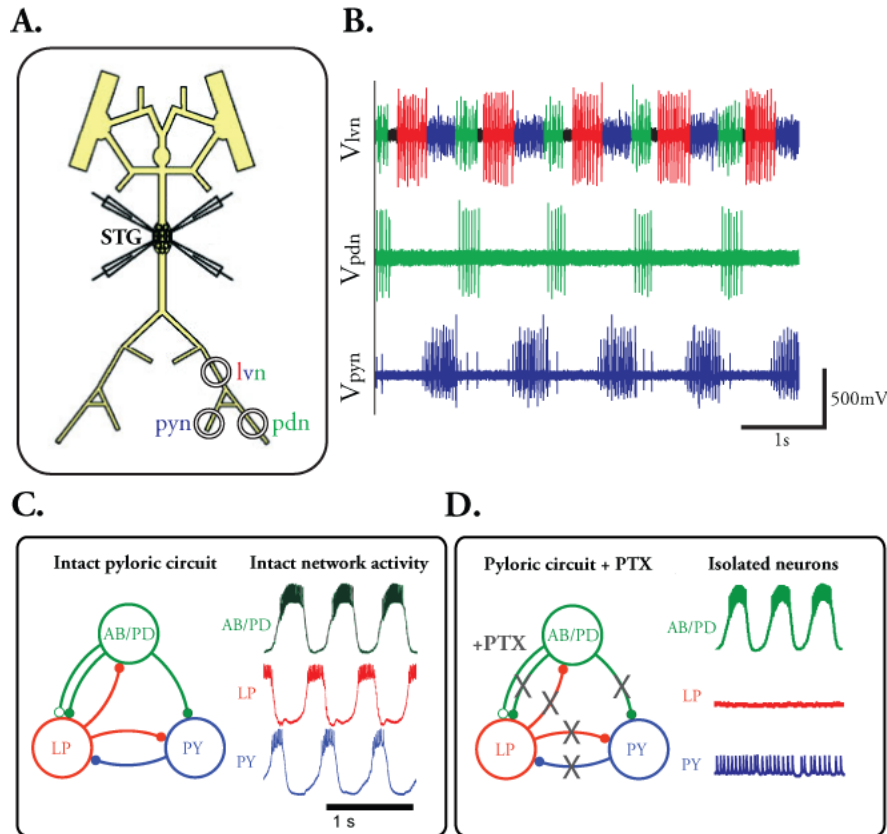 A.
STG
lvn
pyn
pdn
B.
Vlvn
Vpdn
Vpyn
500mV
1s
C.
Intact pyloric circuit
Intact network activity
AB/PD
LP
PY
AB/PD
LP
PY
1 s
D.
Pyloric circuit + PTX
Isolated neurons
+PTX
AB/PD
LP
PY
X
X
X
X
X
AB/PD
LP
PY